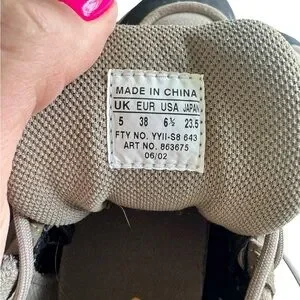 MADE IN CHINA
UK EUR USA JAPAN
5 38 6½ 23.5
FTY NO. YYII-S8 643
ART NO. 863675
06/02